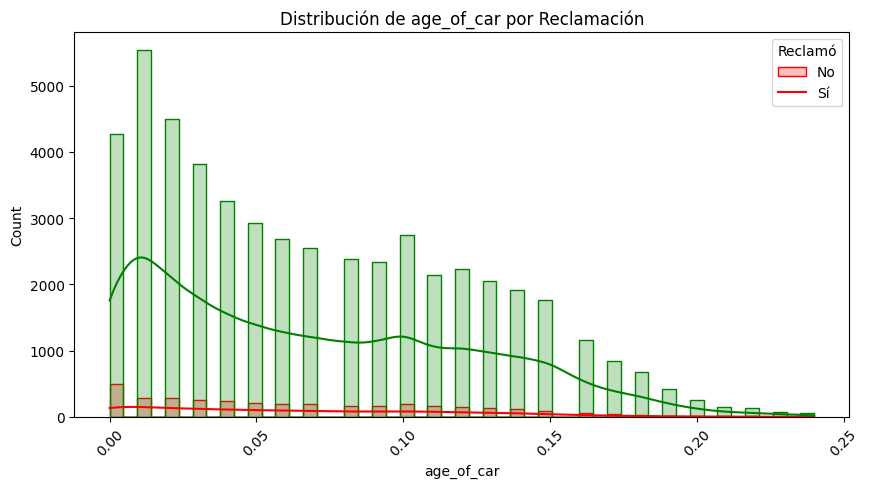 Distribución de age_of_car por Reclamación
Reclamó
No
Sí
Count
5000
4000
3000
2000
1000
0
0.00
0.05
0.10
0.15
0.20
0.25
age_of_car